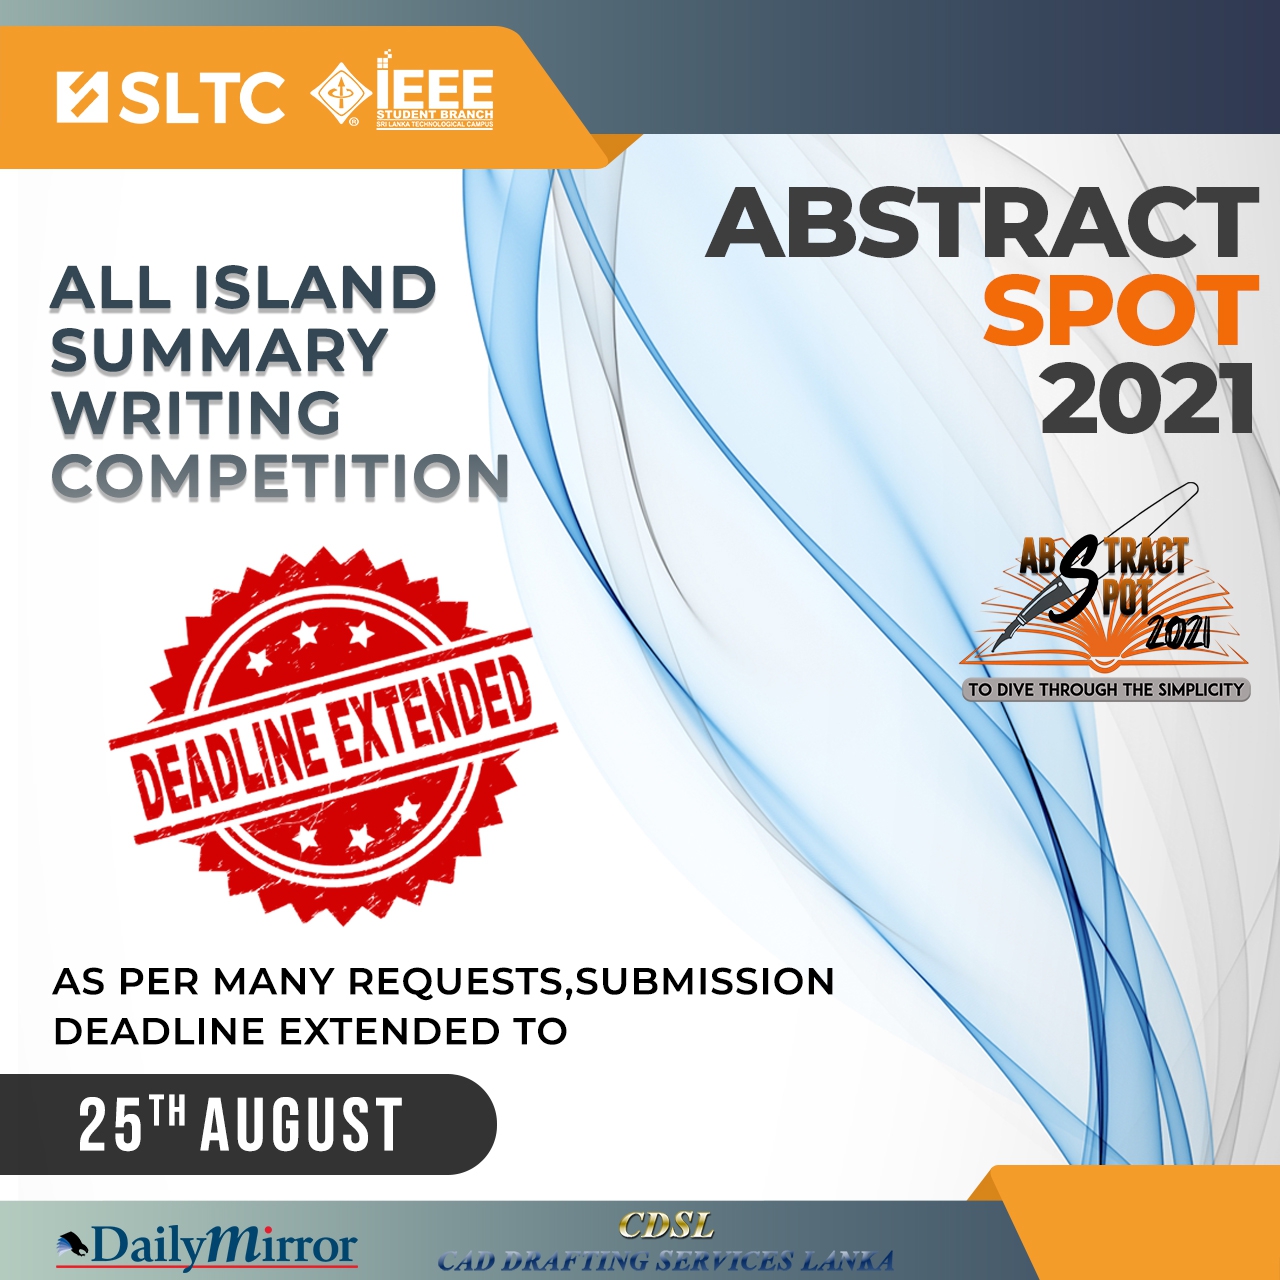 SLTC
IEEE
STUDENT BRANCH
SRI LANKA TECHNOLOGICAL CAMPUS
ABSTRACT
SPOT
2021
ALL ISLAND
SUMMARY
WRITING
COMPETITION
ABSTRACT
SPOT
2021
TO DIVE THROUGH THE SIMPLICITY
DEADLINE EXTENDED
AS PER MANY REQUESTS,SUBMISSION
DEADLINE EXTENDED TO
25TH AUGUST
DailyMirror
CDSL
CAD DRAFTING SERVICES LANKA